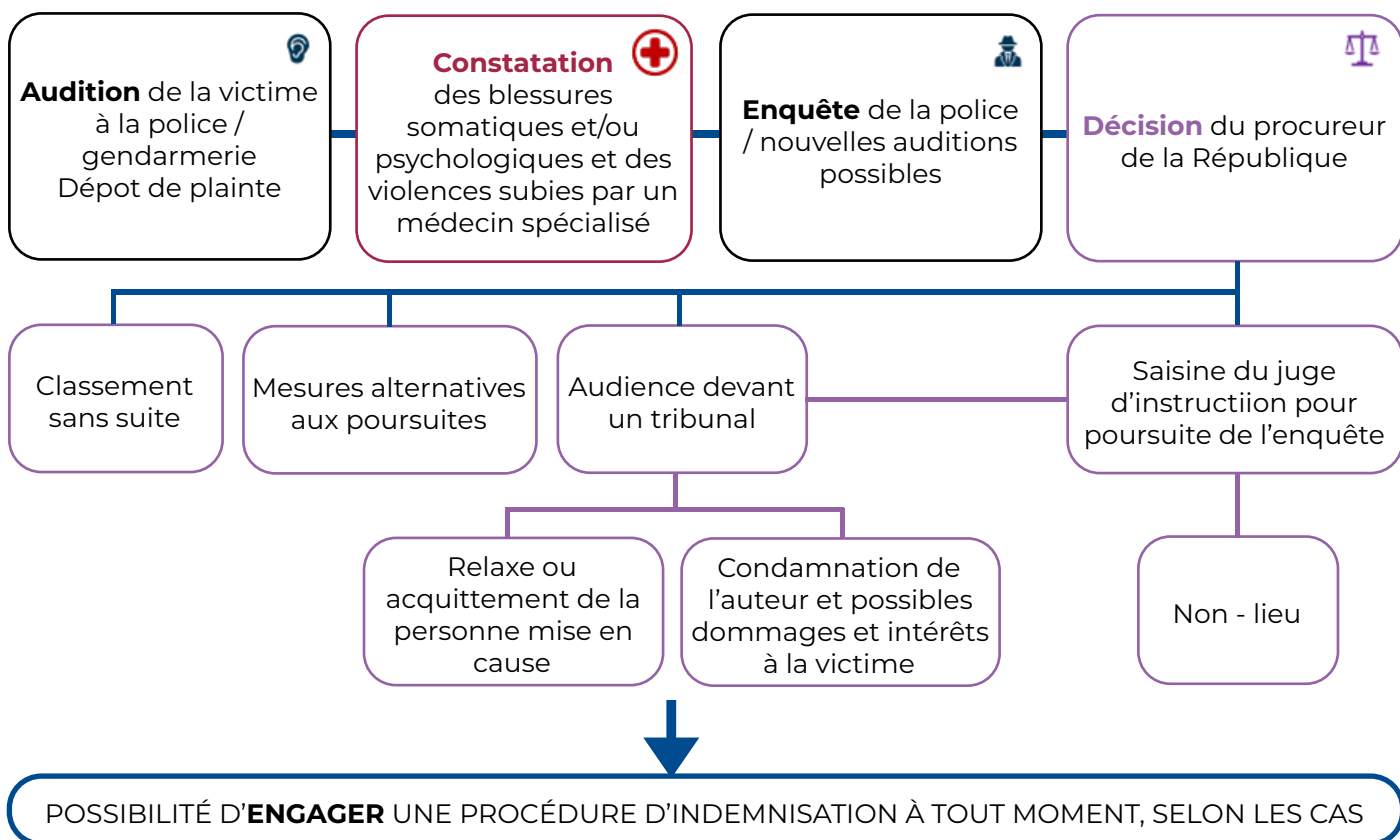 Audition de la victime
à la police /
gendarmerie
Dépot de plainte
Constatation
des blessures
somatiques et/ou
psychologiques et des
violences subies par un
médecin spécialisé
Enquête de la police
/ nouvelles auditions
possibles
Décision du procureur
de la République
Classement
sans suite
Mesures alternatives
aux poursuites
Audience devant
un tribunal
Saisine du juge
d’instructiion pour
poursuite de l’enquête
Relaxe ou
acquittement de la
personne mise en
cause
Condamnation de
l’auteur et possibles
dommages et intérêts
à la victime
Non - lieu
POSSIBILITÉ D’ENGAGER UNE PROCÉDURE D’INDEMNISATION À TOUT MOMENT, SELON LES CAS